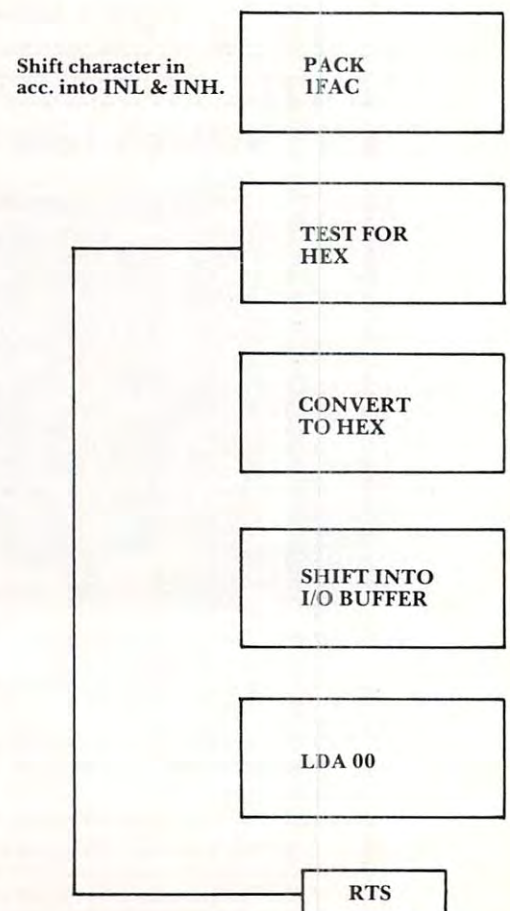 Shift character in
acc. into INL & INH.
PACK
1FAC
TEST FOR
HEX
CONVERT
TO HEX
SHIFT INTO
I/O BUFFER
LDA 00
RTS